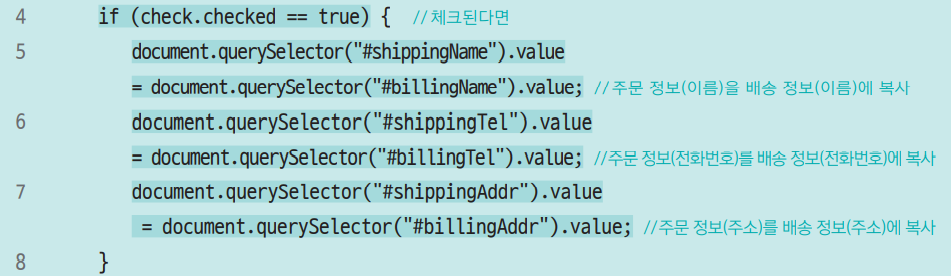 4 if (check.checked == true) { //체크된다면
5 document.querySelector("#shippingName").value
= document.querySelector("#billingName").value; //주문 정보(이름)을 배송 정보(이름)에 복사
6 document.querySelector("#shippingTel").value
= document.querySelector("#billingTel").value; //주문 정보(전화번호)를 배송 정보(전화번호)에 복사
7 document.querySelector("#shippingAddr").value
= document.querySelector("#billingAddr").value; //주문 정보(주소)를 배송 정보(주소)에 복사
8 }